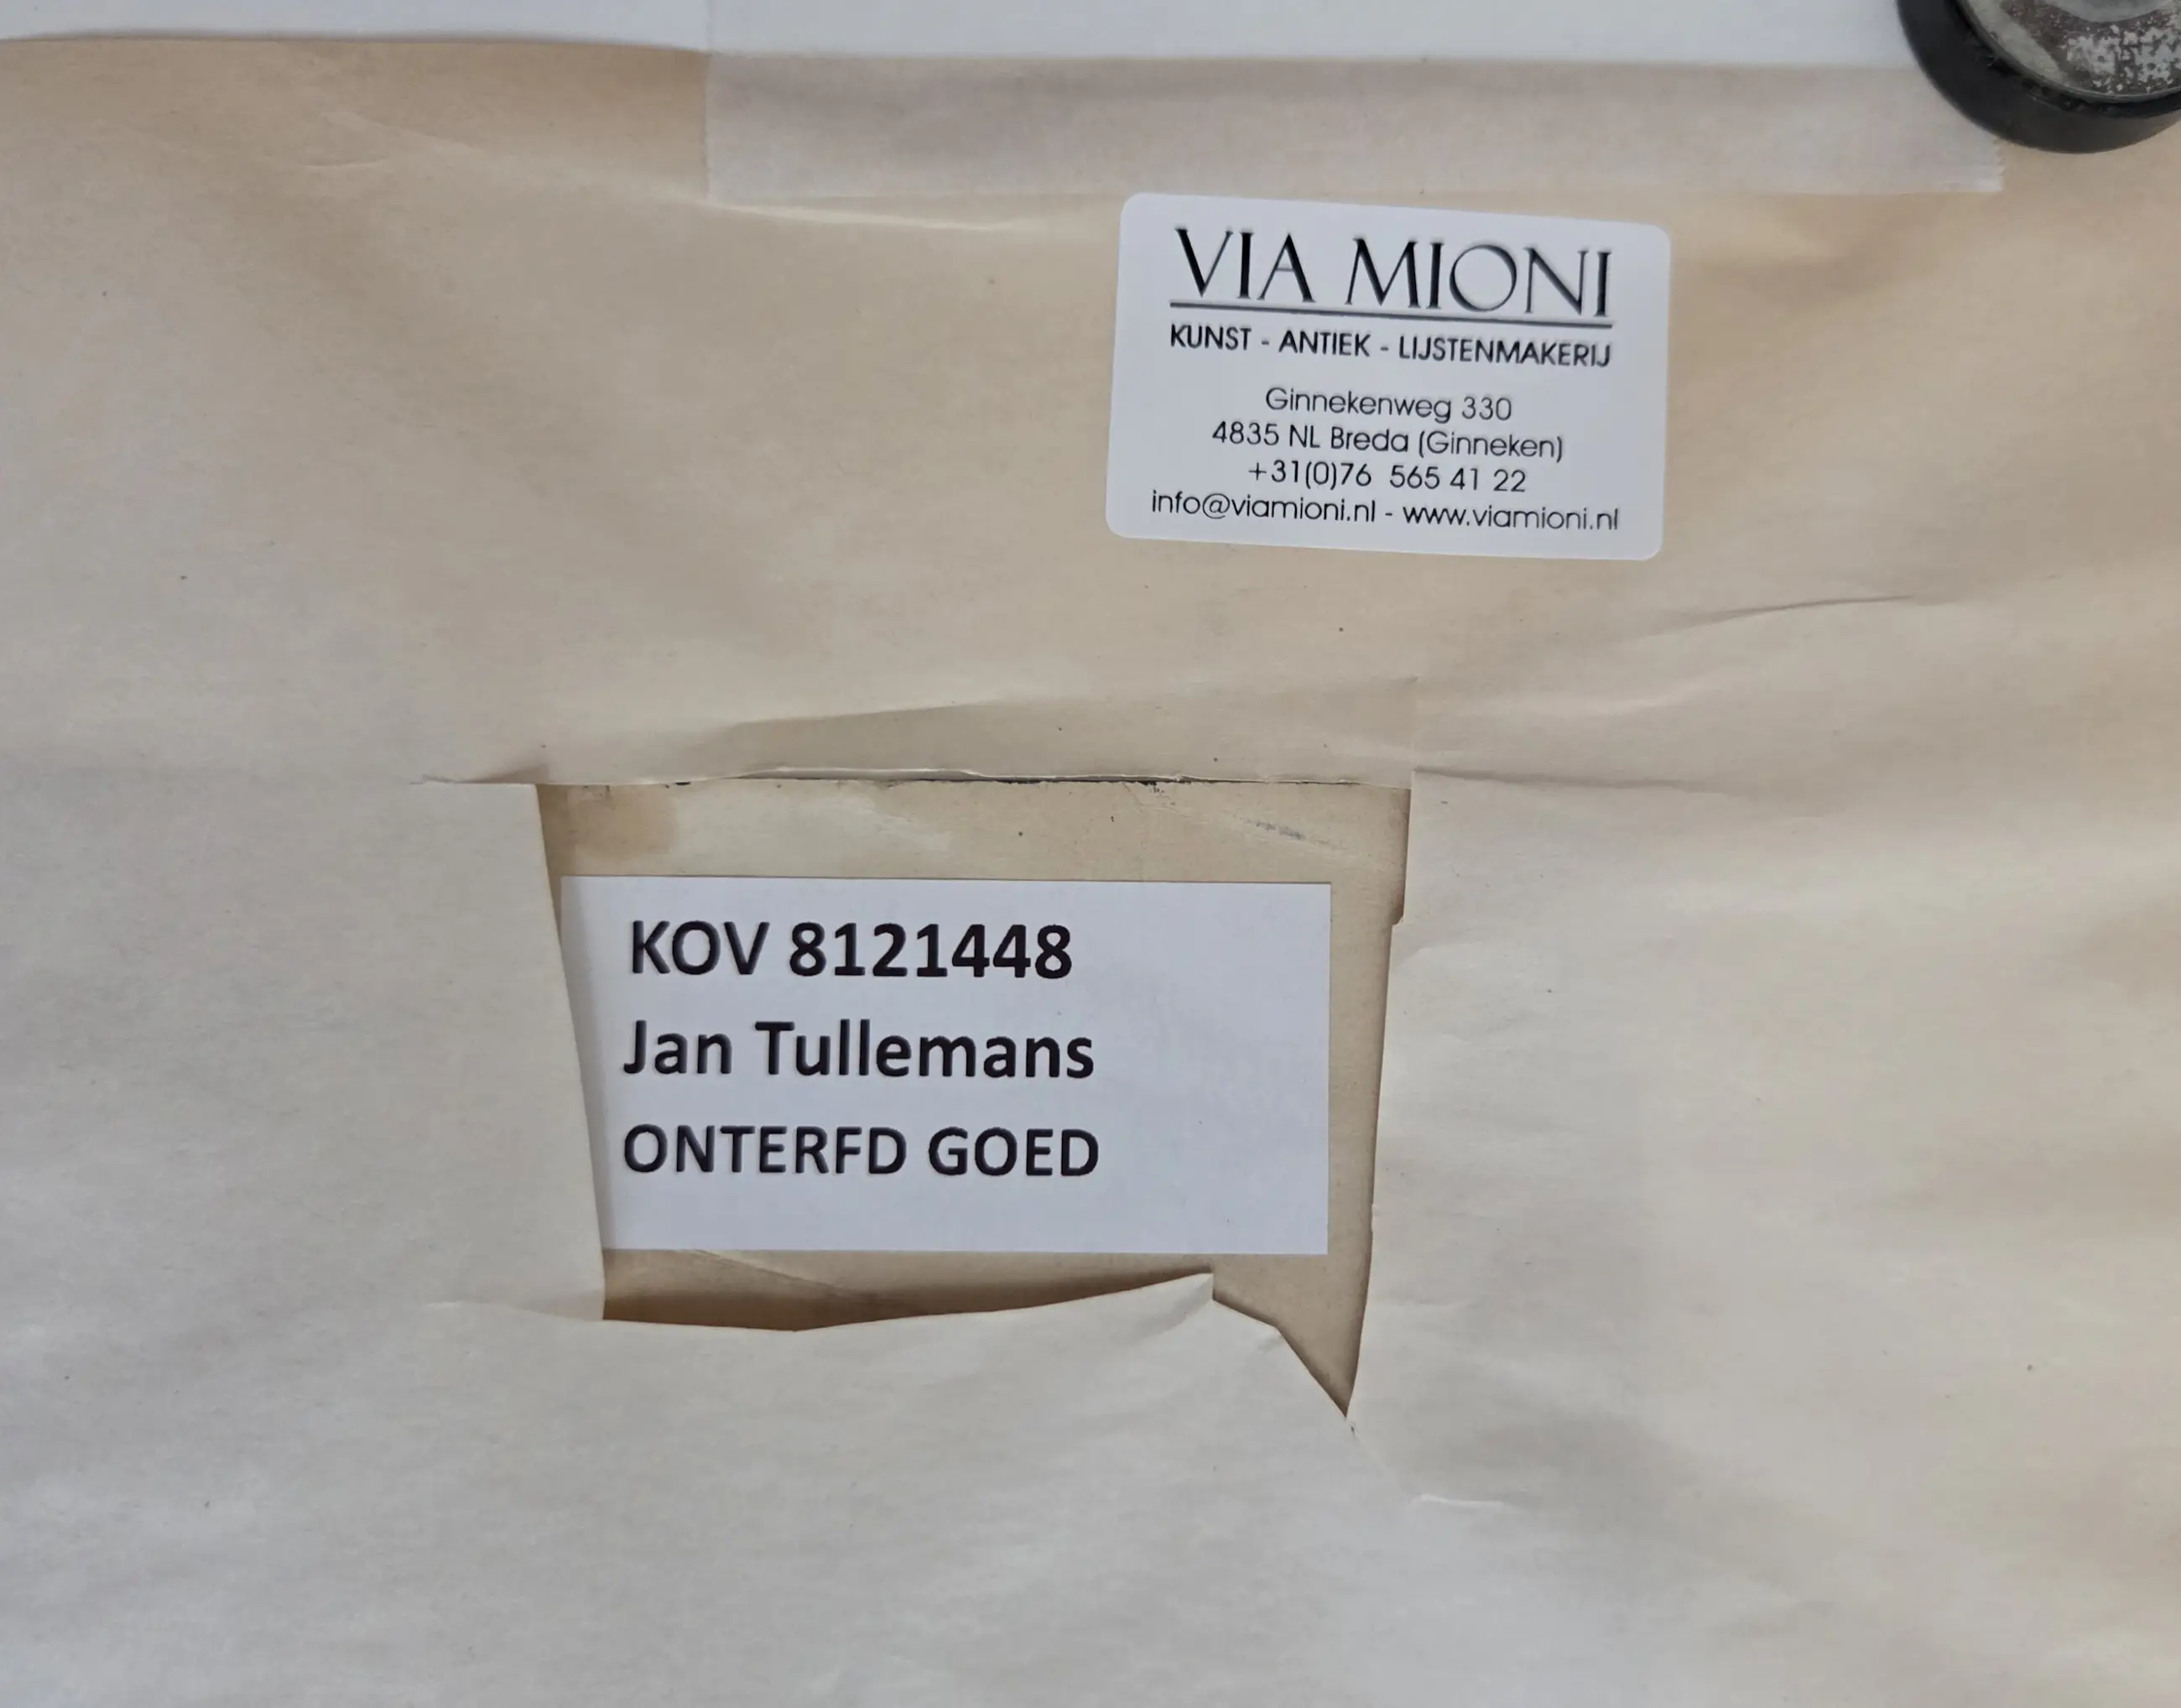 VIA MIONI
KUNST - ANTIEK - LIJSTENMAKERIJ
Ginnekenweg 330
4835 NL Breda (Ginneken)
+31(0)76 565 41 22
info@viamioni.nl - www.viamioni.nl
KOV 8121448
Jan Tullemans
ONTERFD GOED